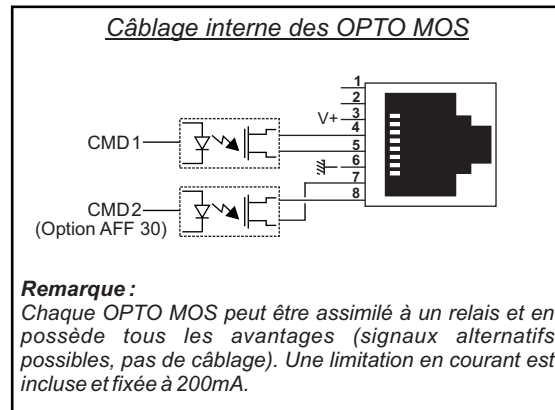 Câblage interne des OPTO MOS
1
2
V+ 3
4
CMD1
5
6
7
CMD2
8
(Option AFF 30)
Remarque :
Chaque OPTO MOS peut être assimilé à un relais et en
possède tous les avantages (signaux alternatifs
possibles, pas de câblage). Une limitation en courant est
incluse et fixée à 200mA.